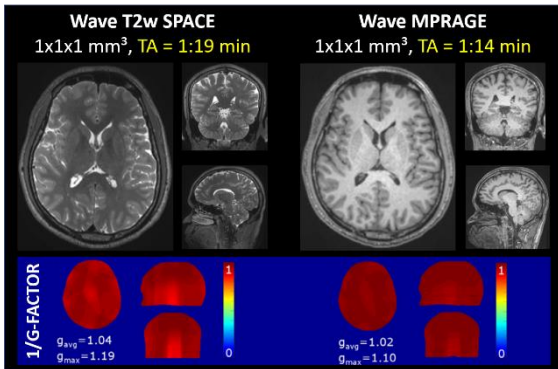 Wave T2w SPACE
1x1x1 mm³, TA = 1:19 min
Wave MPRAGE
1x1x1 mm³, TA = 1:14 min
1/G-FACTOR
gavg=1.04
gmax=1.19
1
0
gavg=1.02
gmax=1.10
1
0